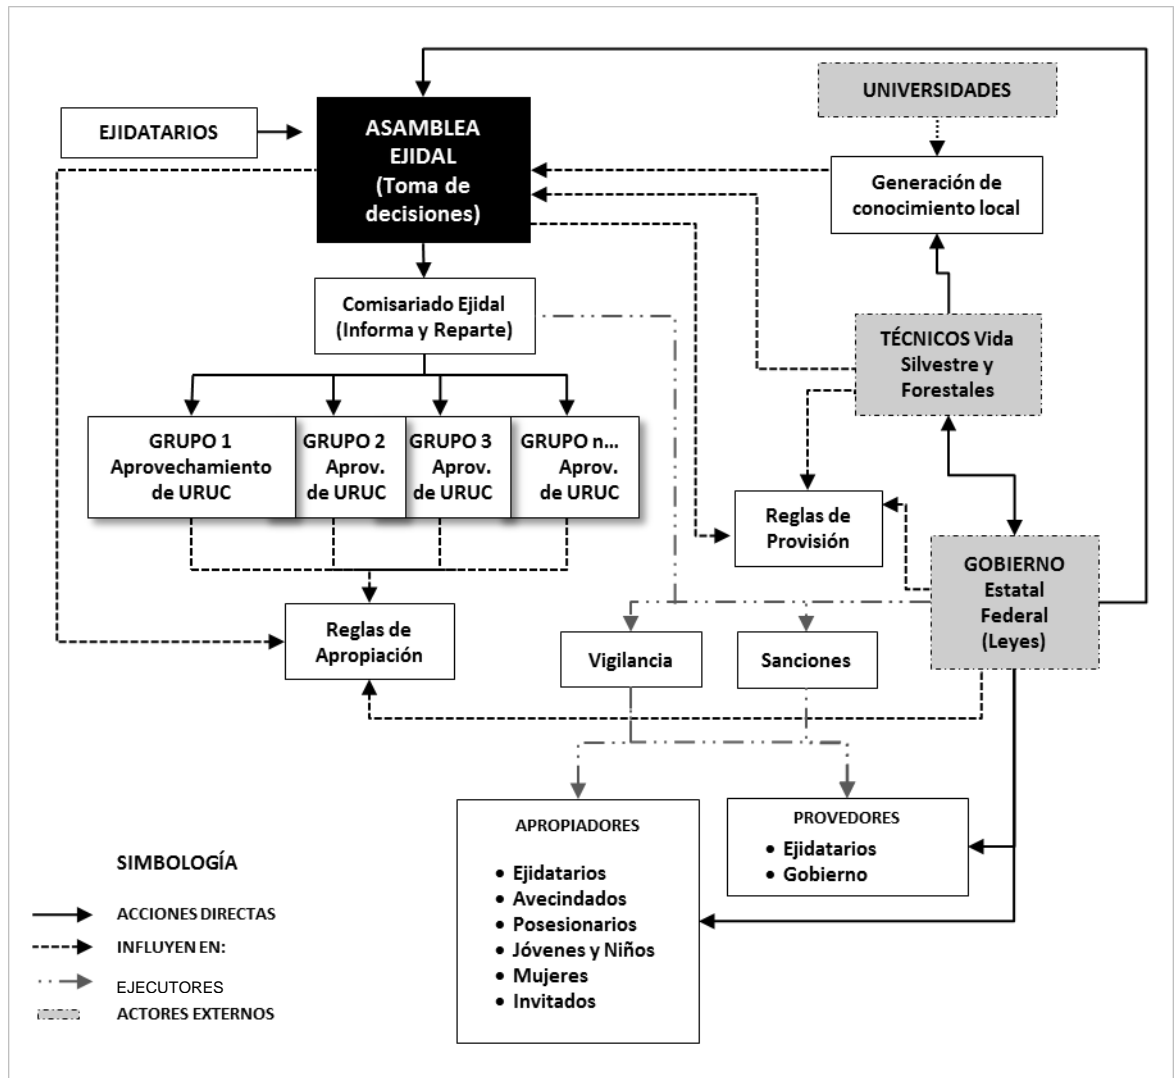 EJIDATARIOS
ASAMBLEA
EJIDAL
(Toma de
decisiones)
UNIVERSIDADES
Generación de
conocimiento local
Comisariado Ejidal
(Informa y Reparte)
TÉCNICOS Vida
Silvestre y
Forestales
GRUPO 1
Aprovechamiento
de URUC
GRUPO 2
Aprov.
de URUC
GRUPO 3
Aprov.
de URUC
GRUPO n...
Aprov.
de URUC
Reglas de
Provisión
GOBIERNO
Estatal
Federal
(Leyes)
Reglas de
Apropiación
Vigilancia
Sanciones
APROPIADORES
• Ejidatarios
• Avecindados
• Posesionarios
• Jóvenes y Niños
• Mujeres
• Invitados
PROVEDORES
• Ejidatarios
• Gobierno
SIMBOLOGÍA
ACCIONES DIRECTAS
INFLUYEN EN:
EJECUTORES
ACTORES EXTERNOS